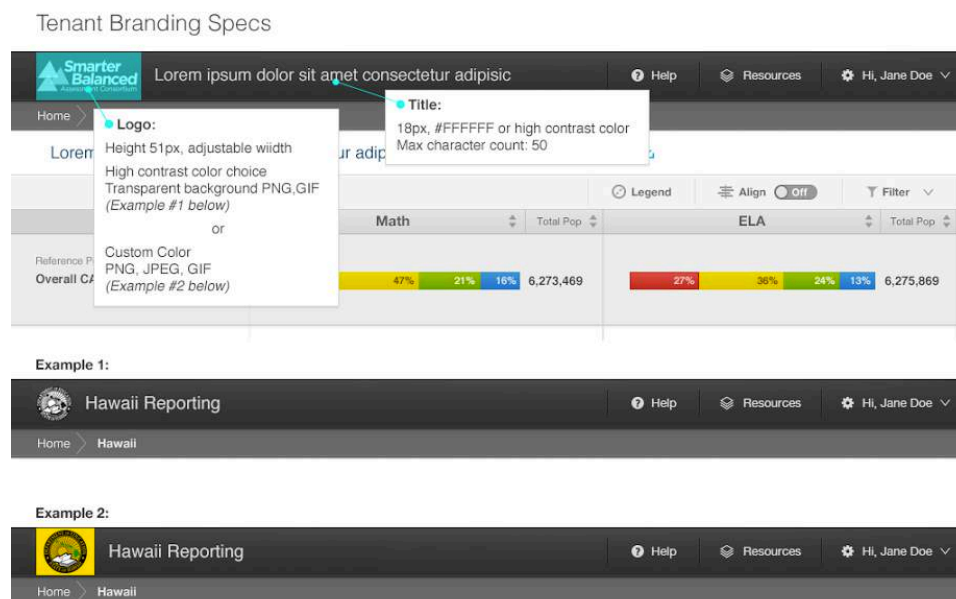 Tenant Branding Specs
Smarter
Balanced
Assessment Consortium
Lorem ipsum dolor sit amet consectetur adipisic
Help
Resources
Hi, Jane Doe
Home
Title:
18px, #FFFFFF or high contrast color
Max character count: 50
Logo:
Height 51px, adjustable wiidth
High contrast color choice
Transparent background PNG,GIF
(Example #1 below)
or
Custom Color
PNG, JPEG, GIF
(Example #2 below)
Lorem
ur adip
Legend
Align Off
Filter
Math
Total Pop
ELA
Total Pop
Reference P
Overall CA
47% 21% 16% 6,273,469
27% 36% 24% 13% 6,275,869
Example 1:
Hawaii Reporting
Help
Resources
Hi, Jane Doe
Home Hawaii
Example 2:
Hawaii Reporting
Help
Resources
Hi, Jane Doe
Home Hawaii